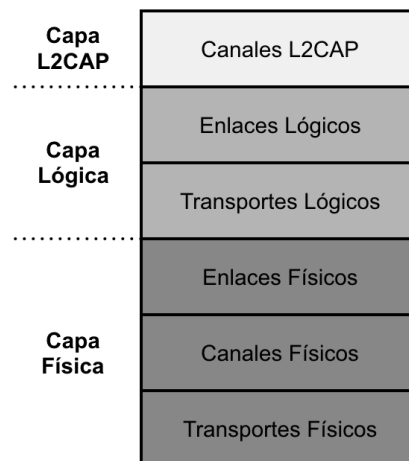 Capa
L2CAP
Canales L2CAP
Capa
Lógica
Enlaces Lógicos
Transportes Lógicos
Capa
Física
Enlaces Físicos
Canales Físicos
Transportes Físicos